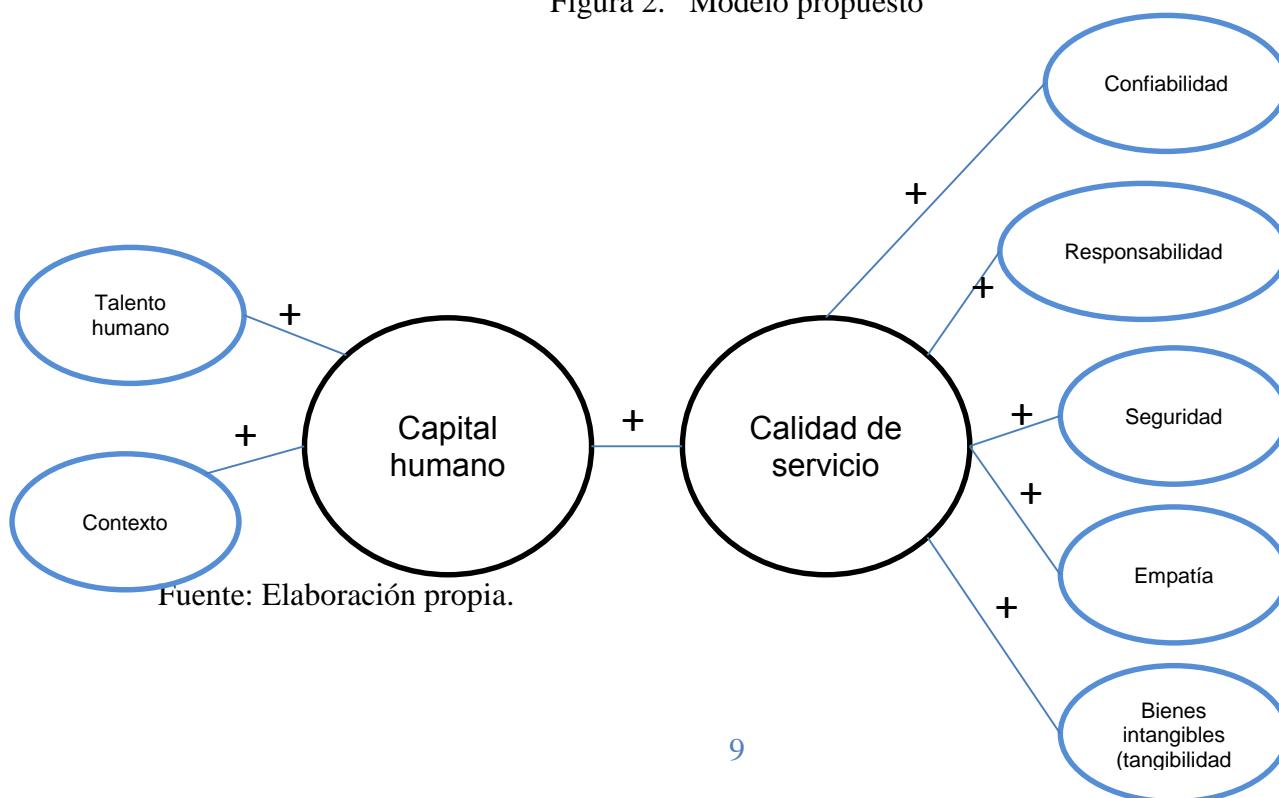 Figura 2. Modelo propuesto
Confiabilidad
+
Responsabilidad
+
Talento
humano
+
Capital
humano
+
Calidad de
servicio
+
Seguridad
+
Contexto
+
Empatía
Fuente: Elaboración propia.
+
Bienes
intangibles
(tangibilidad
9